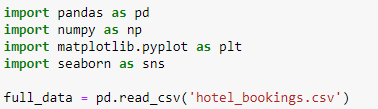 import pandas as pd
import numpy as np
import matplotlib.pyplot as plt
import seaborn as sns
full_data = pd.read_csv('hotel_bookings.csv')